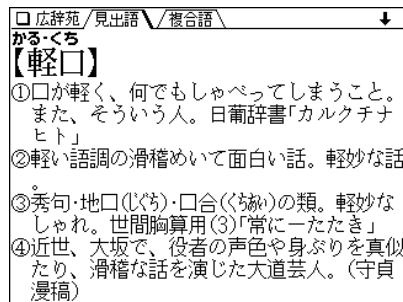 広辞苑 見出語 複合語 ↓
かる・くち
【軽口】
①口が軽く、何でもしゃべってしまうこと。
また、そういう人。日葡辞書「カルクチナ
ヒト」
②軽い語調の滑稽めいて面白い話。軽妙な話
。
③秀句・地口(じぐち)・口合(くちあい)の類。軽妙な
しゃれ。世間胸算用(3)「常に一たたき」
④近世、大坂で、役者の声色や身ぶりを真似
たり、滑稽な話を演じた大道芸人。(守貞
漫稿)